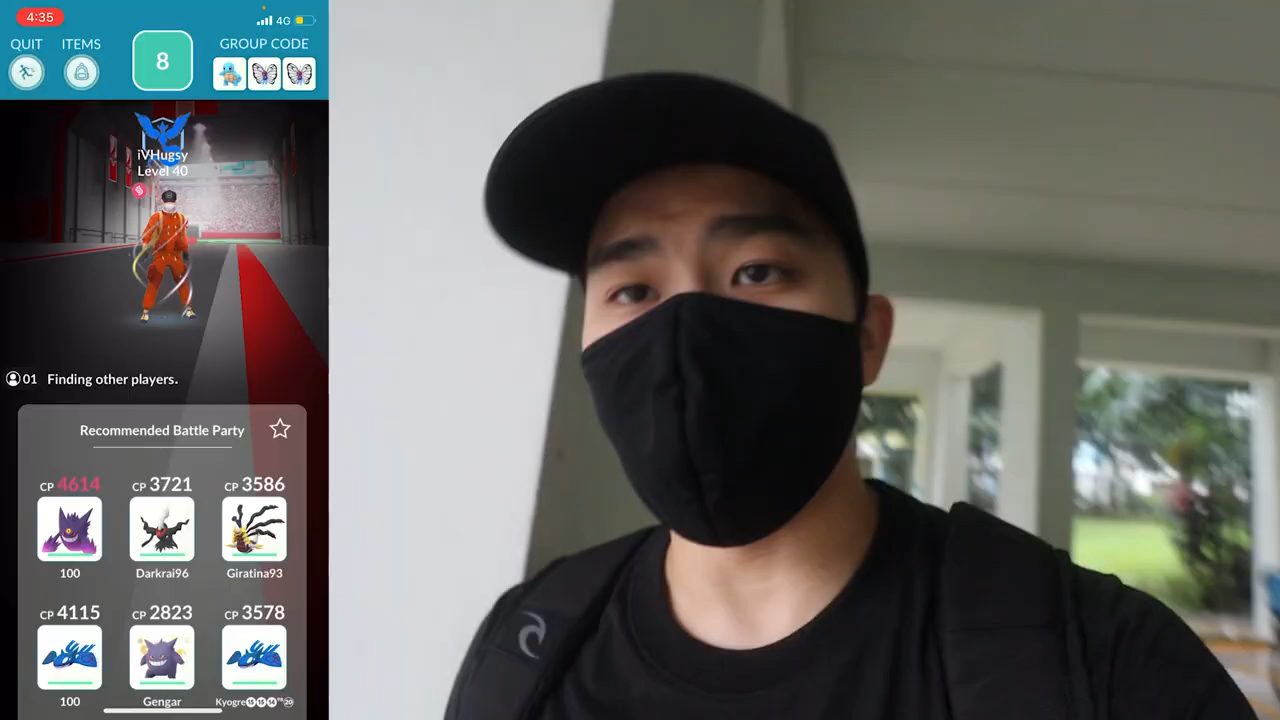 4:35
4G
QUIT
ITEMS
8
GROUP CODE
iVHugsy
Level 40
01 Finding other players.
Recommended Battle Party
CP 4614
CP 3721
CP 3586
100
Darkrai96
Giratina93
CP 4115
CP 2823
CP 3578
100
Gengar
Kyogre